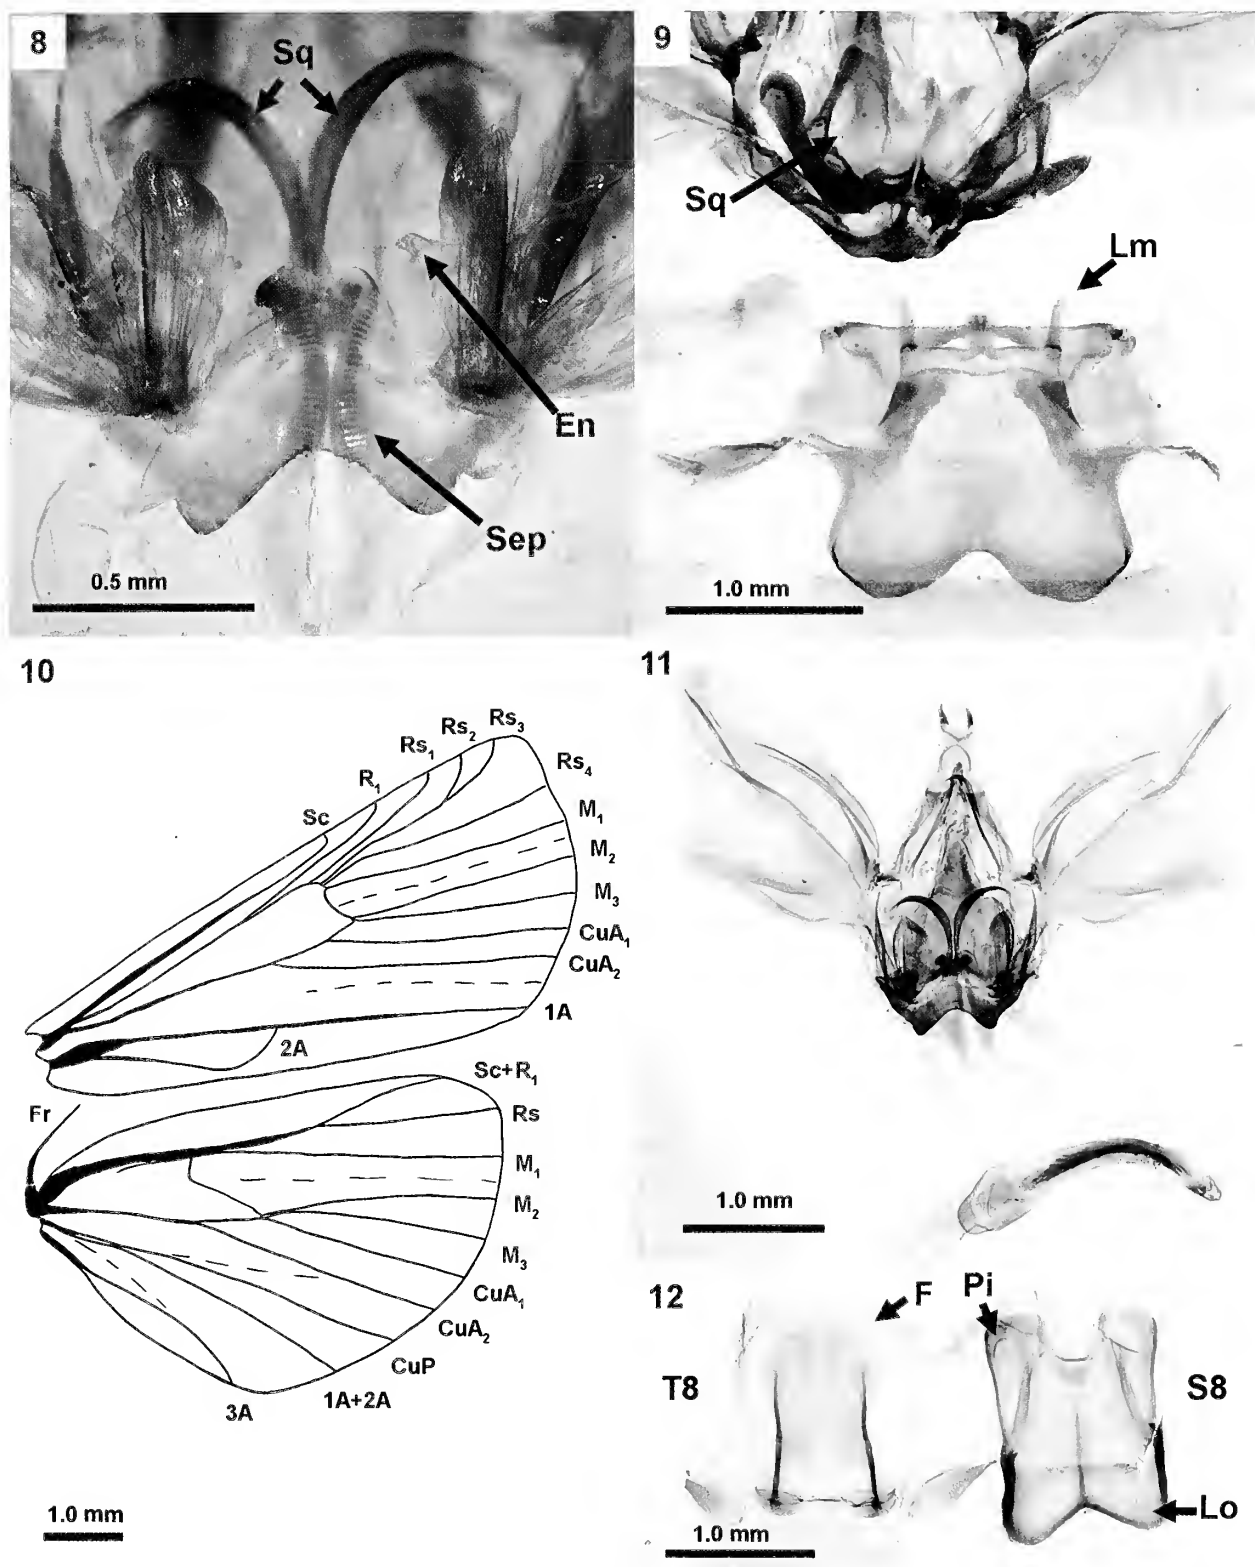 8
Sq
En
Sep
0.5 mm
9
Sq
Lm
1.0 mm
10
Rs₃
Rs₂
Rs₁
R₁
Sc
Rs₄
M₁
M₂
M₃
CuA₁
CuA₂
1A
2A
Sc+R₁
Fr
Rs
M₁
M₂
M₃
CuA₁
CuA₂
CuP
1A+2A
3A
1.0 mm
11
1.0 mm
12
F
Pi
T8
S8
Lo
1.0 mm